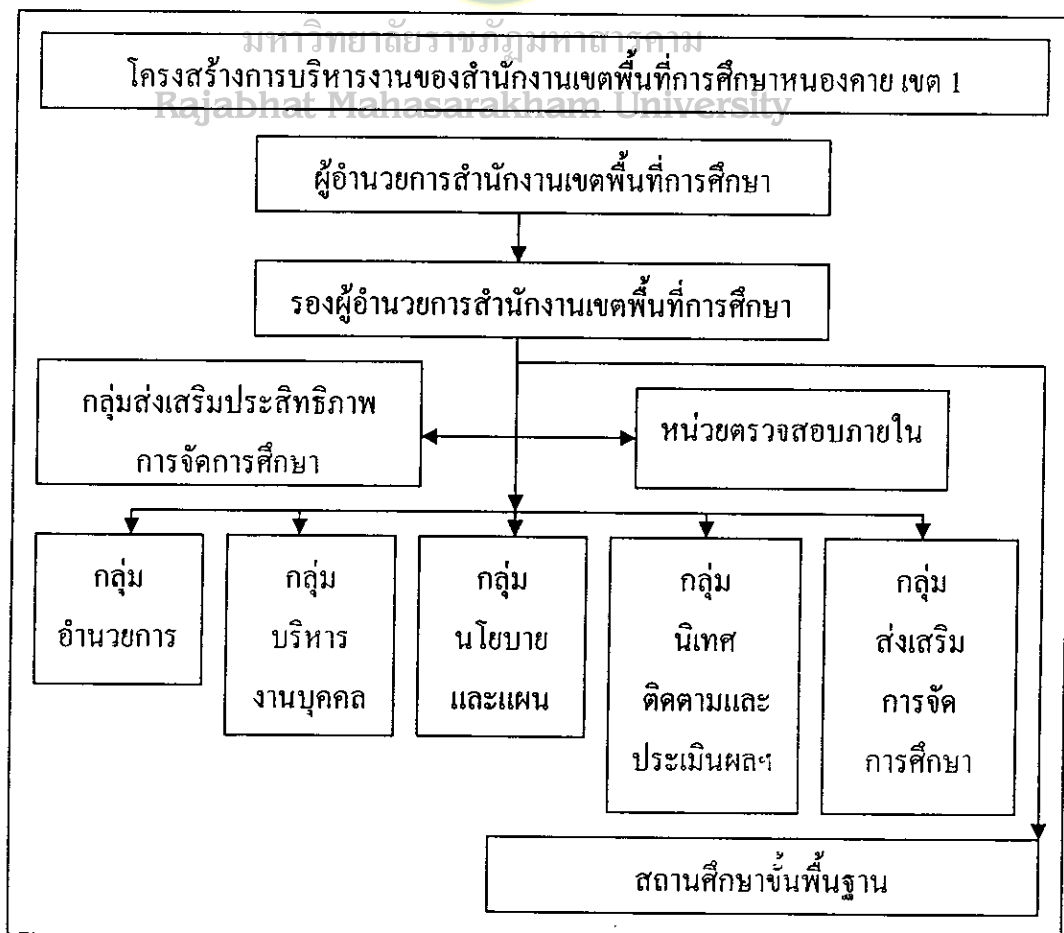 มหาวิทยาลัยราชภัฏมหาสารคาม
โครงสร้างการบริหารงานของสำนักงานเขตพื้นที่การศึกษาหนองคาย เขต 1
Rajabhat Mahasarakham University
ผู้อำนวยการสำนักงานเขตพื้นที่การศึกษา
รองผู้อำนวยการสำนักงานเขตพื้นที่การศึกษา
กลุ่มส่งเสริมประสิทธิภาพ
การจัดการศึกษา
หน่วยตรวจสอบภายใน
กลุ่ม
อำนวยการ
กลุ่ม
บริหาร
งานบุคคล
กลุ่ม
นโยบาย
และแผน
กลุ่ม
นิเทศ
ติดตามและ
ประเมินผลฯ
กลุ่ม
ส่งเสริม
การจัด
การศึกษา
สถานศึกษาขั้นพื้นฐาน